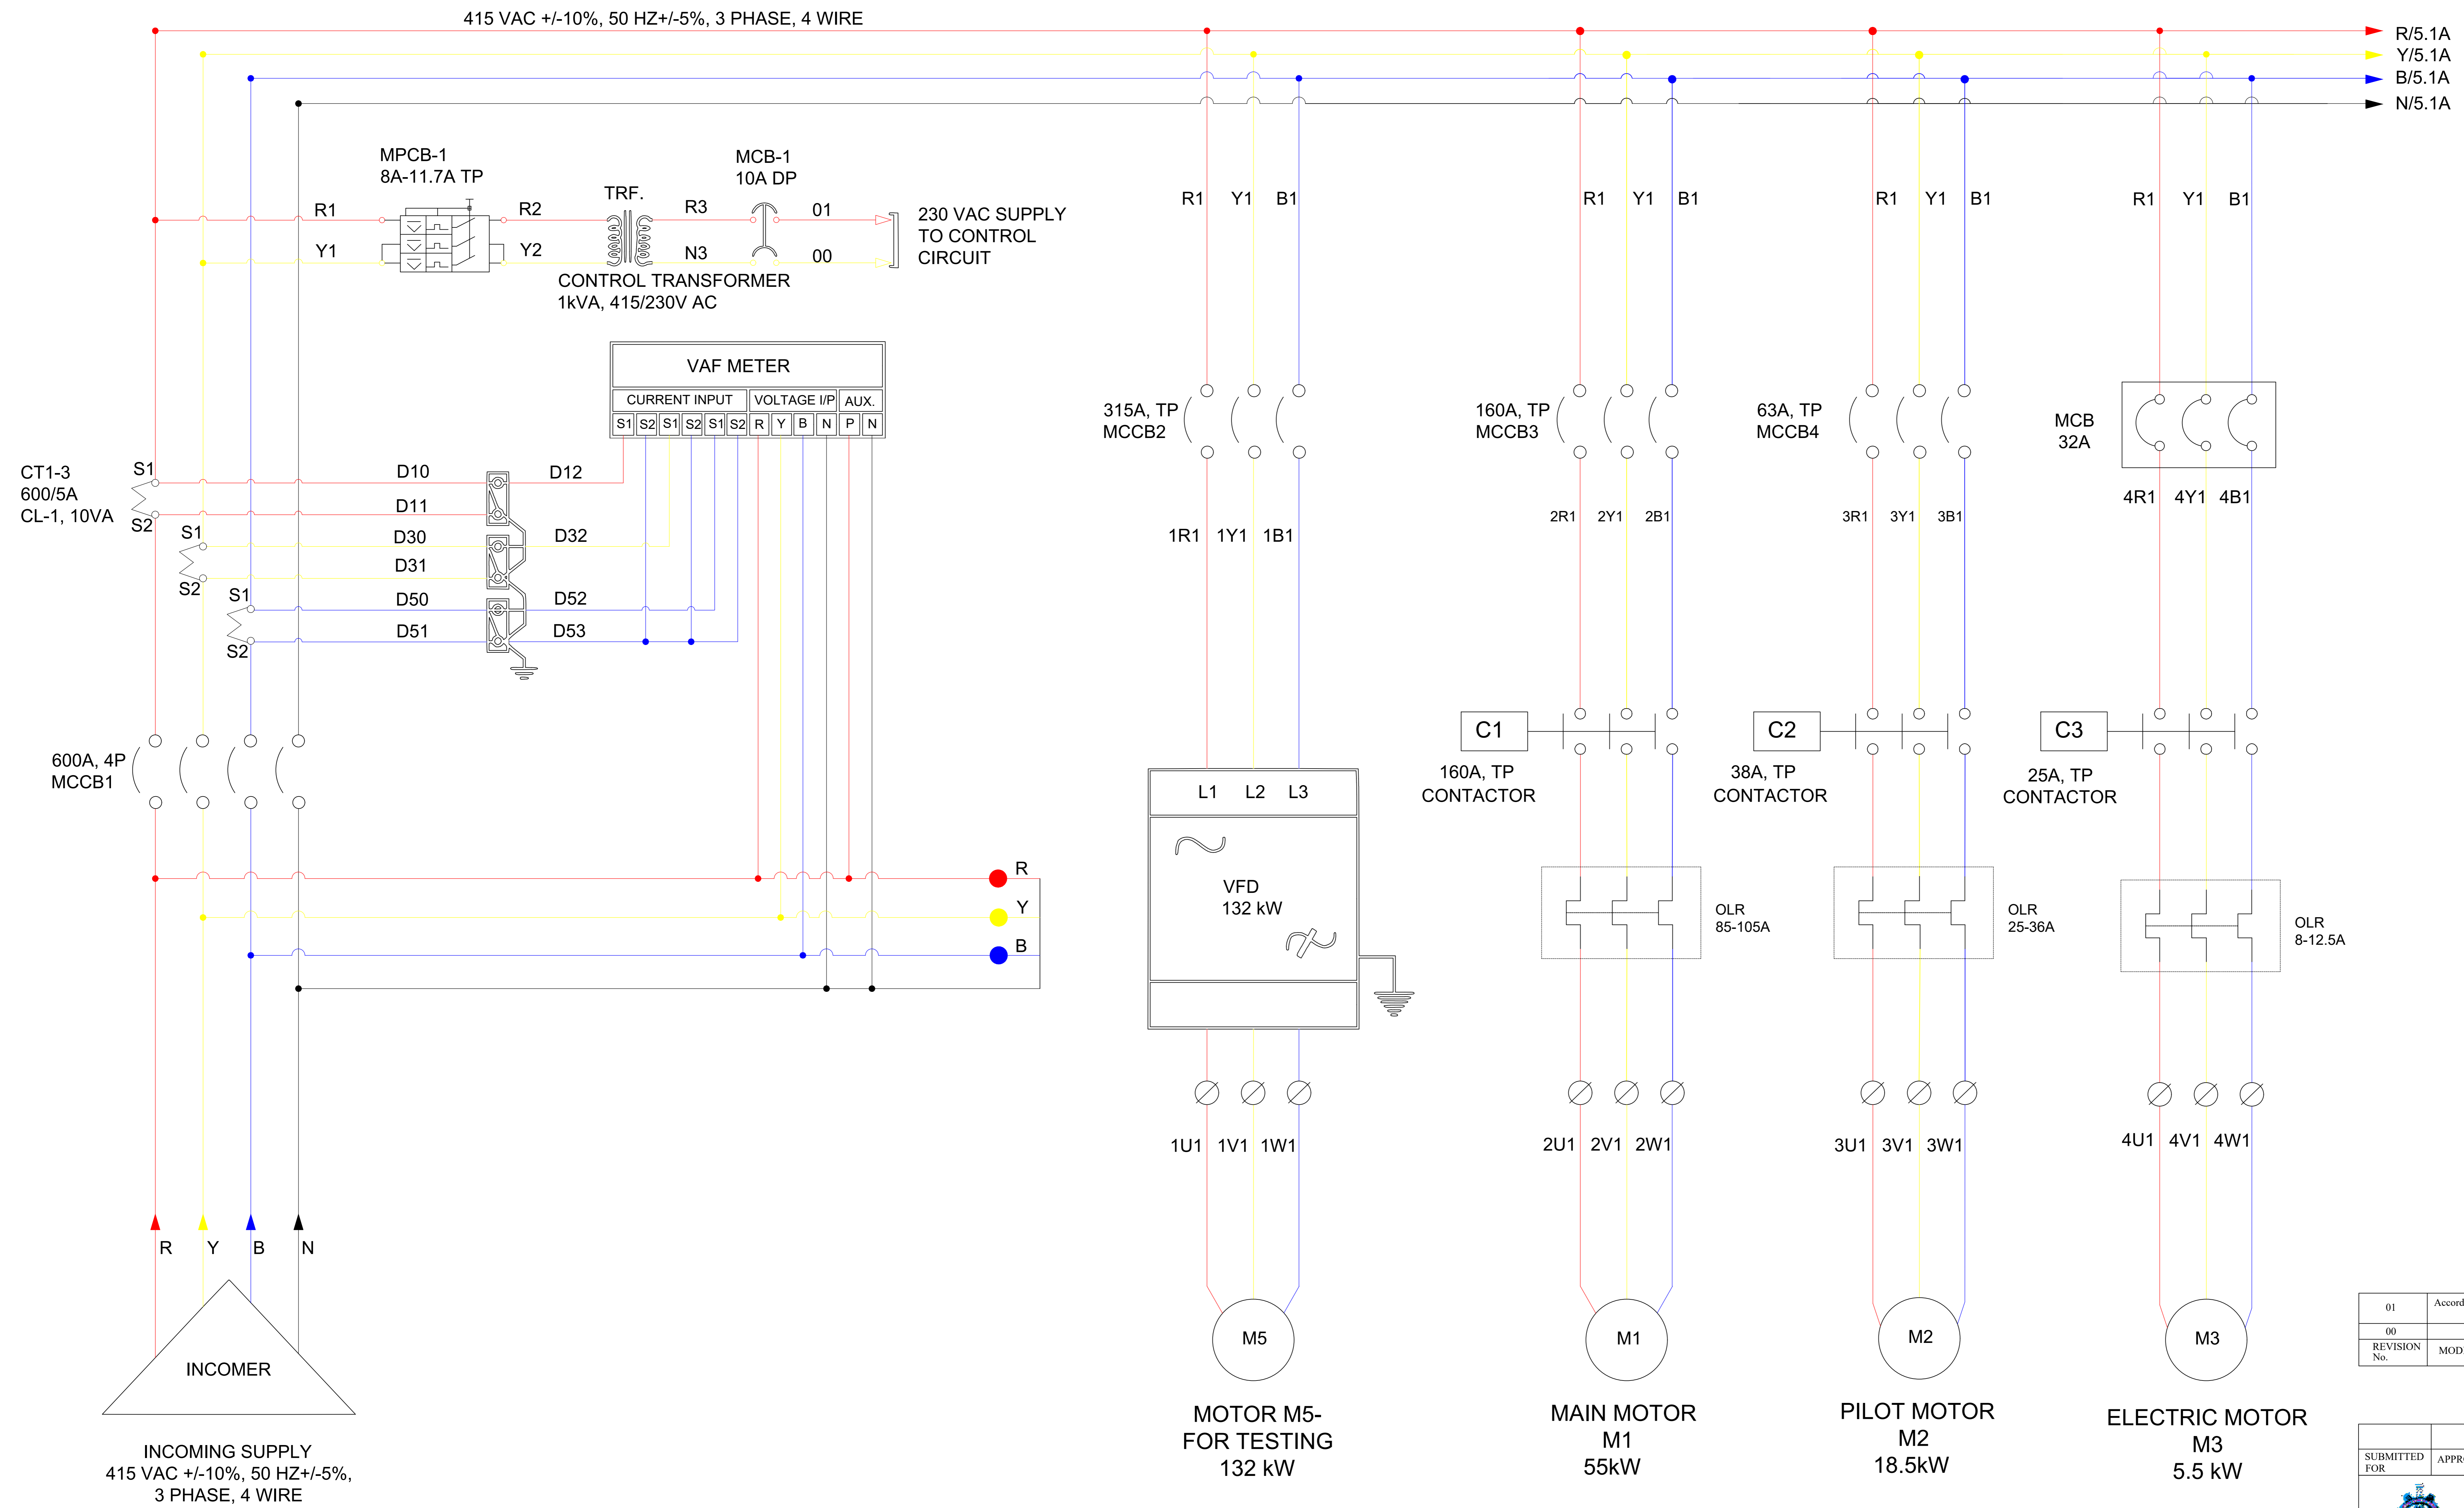 415 VAC +/-10%, 50 HZ+/-5%, 3 PHASE, 4 WIRE
R/5.1A
Y/5.1A
B/5.1A
N/5.1A
MPCB-1
8A-11.7A TP
TRF.
MCB-1
10A DP
R1
R2
R3
01
Y1
Y2
N3
00
230 VAC SUPPLY
TO CONTROL
CIRCUIT
CONTROL TRANSFORMER
1kVA, 415/230V AC
VAF METER
CURRENT INPUT
VOLTAGE I/P
AUX.
S1 S2 S1 S2 S1 S2 R Y B N P N
CT1-3
600/5A
CL-1, 10VA
S1
S2
S1
S2
S1
S2
D10
D12
D11
D30
D32
D31
D50
D52
D51
D53
600A, 4P
MCCB1
R
Y
B
R
Y
B
N
INCOMER
INCOMING SUPPLY
415 VAC +/-10%, 50 HZ+/-5%,
3 PHASE, 4 WIRE
R1 Y1 B1
315A, TP
MCCB2
1R1 1Y1 1B1
L1 L2 L3
VFD
132 kW
1U1 1V1 1W1
M5
MOTOR M5-
FOR TESTING
132 kW
R1 Y1 B1
160A, TP
MCCB3
2R1 2Y1 2B1
C1
160A, TP
CONTACTOR
OLR
85-105A
2U1 2V1 2W1
M1
MAIN MOTOR
M1
55kW
R1 Y1 B1
63A, TP
MCCB4
3R1 3Y1 3B1
C2
38A, TP
CONTACTOR
OLR
25-36A
3U1 3V1 3W1
M2
PILOT MOTOR
M2
18.5kW
R1 Y1 B1
MCB
32A
4R1 4Y1 4B1
C3
25A, TP
CONTACTOR
OLR
8-12.5A
4U1 4V1 4W1
M3
ELECTRIC MOTOR
M3
5.5 kW
01
00
REVISION
No.
SUBMITTED
FOR